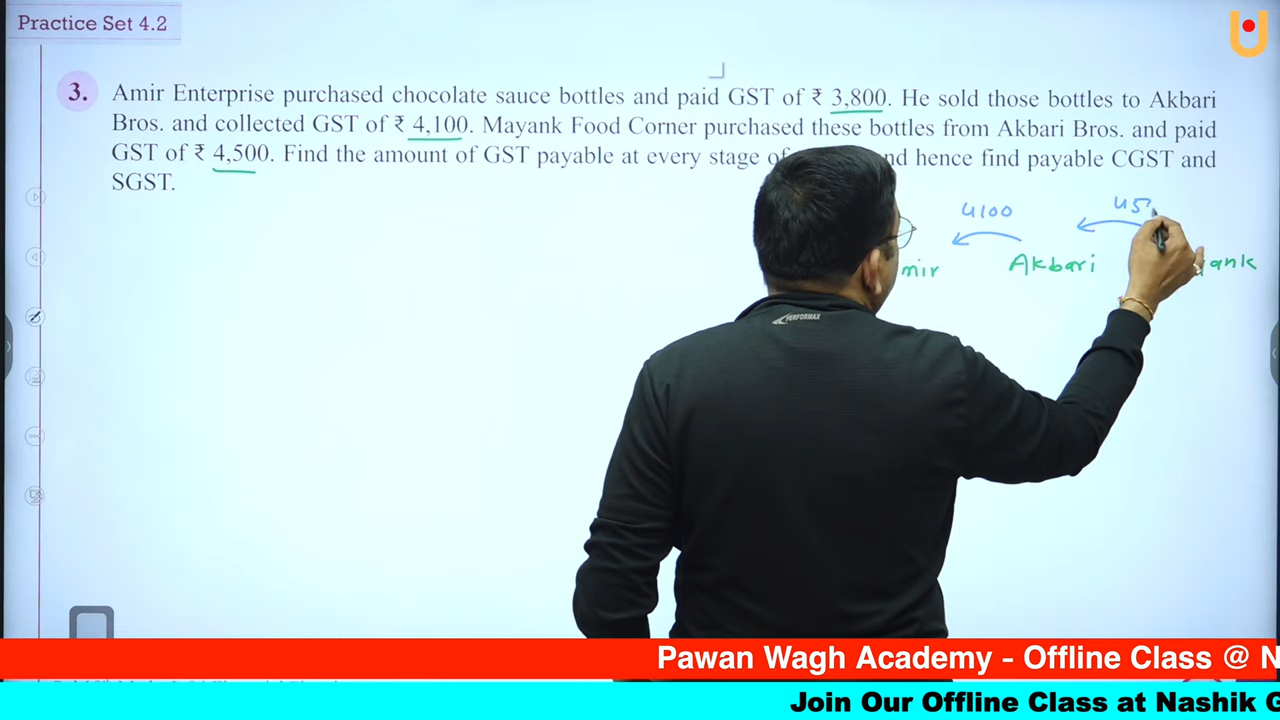 Practice Set 4.2
3. Amir Enterprise purchased chocolate sauce bottles and paid GST of ₹ 3,800. He sold those bottles to Akbari
Bros. and collected GST of ₹ 4,100. Mayank Food Corner purchased these bottles from Akbari Bros. and paid
GST of ₹ 4,500. Find the amount of GST payable at every stage of hence find payable CGST and
SGST.
4100 45
mir Akbari ank
PERFORMAX
Pawan Wagh Academy - Offline Class @ N
Join Our Offline Class at Nashik G